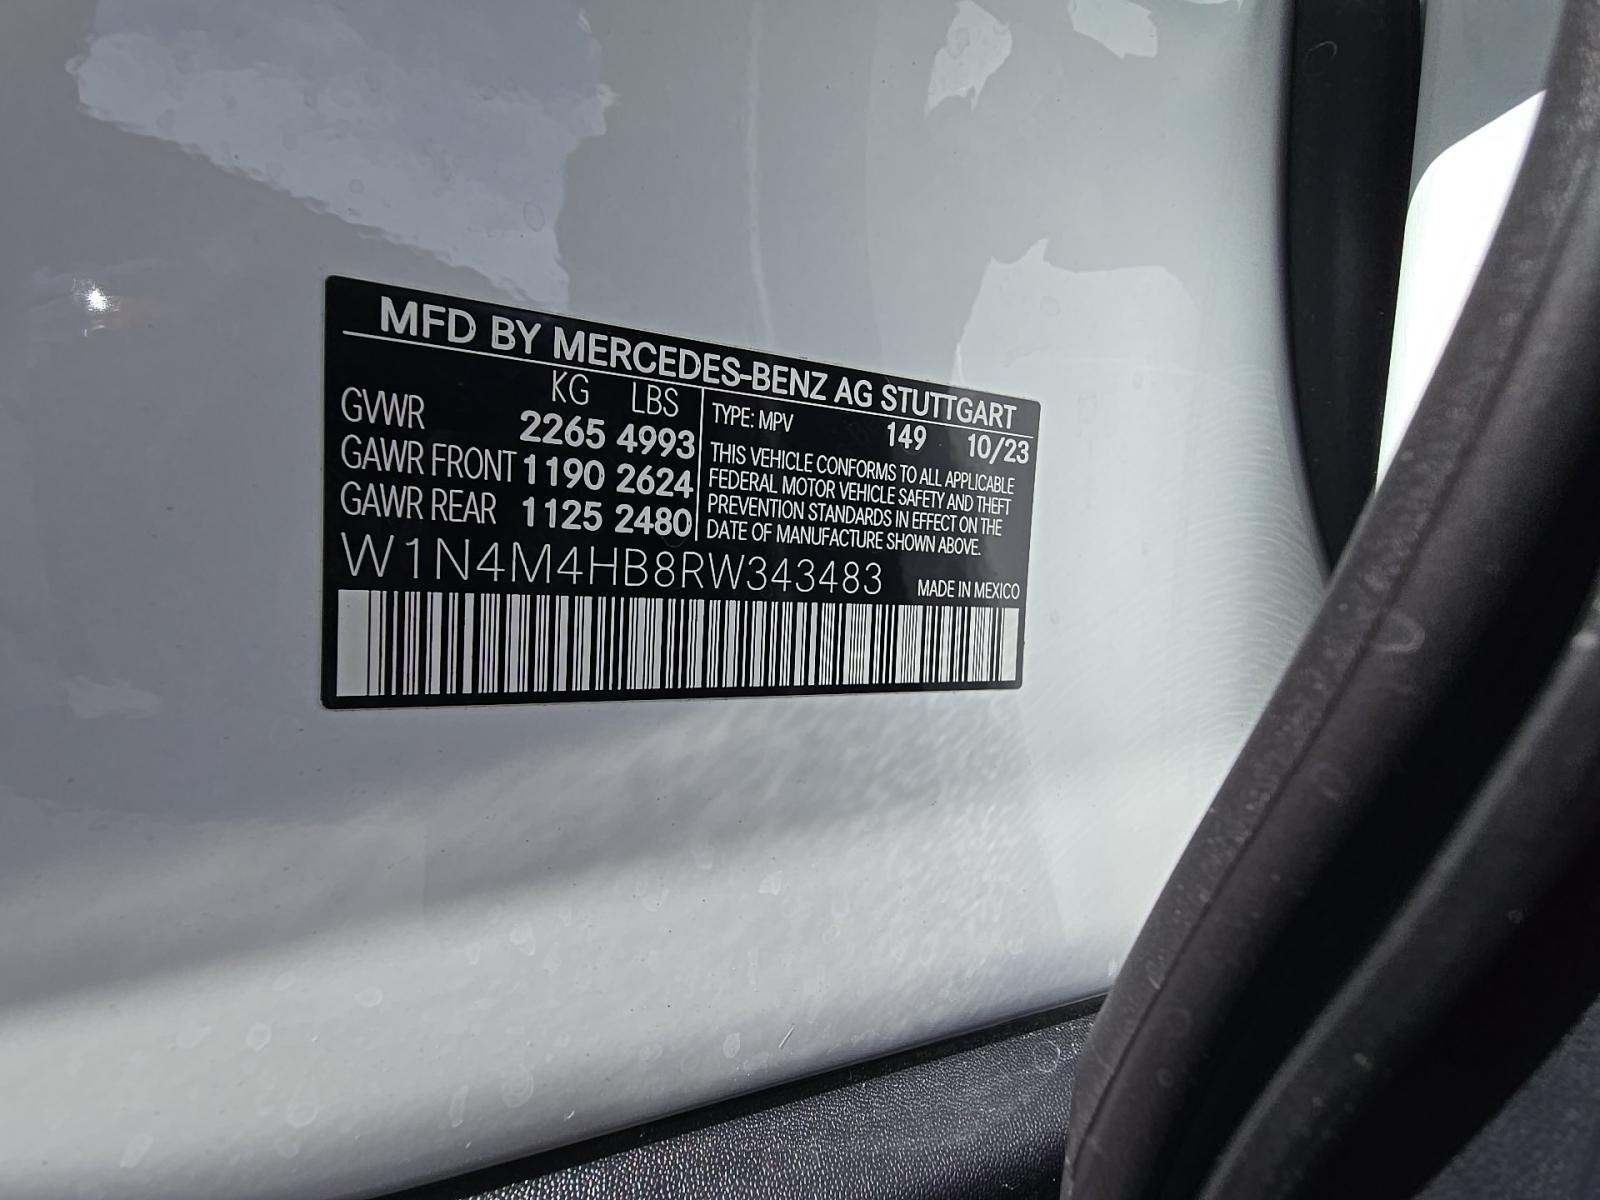 MFD BY MERCEDES-BENZ AG STUTTGART
KG LBS
GVWR 2265 4993
GAWR FRONT 1190 2624
GAWR REAR 1125 2480
TYPE: MPV 149 10/23
THIS VEHICLE CONFORMS TO ALL APPLICABLE
FEDERAL MOTOR VEHICLE SAFETY AND THEFT
PREVENTION STANDARDS IN EFFECT ON THE
DATE OF MANUFACTURE SHOWN ABOVE.
W1N4M4HB8RW343483
MADE IN MEXICO